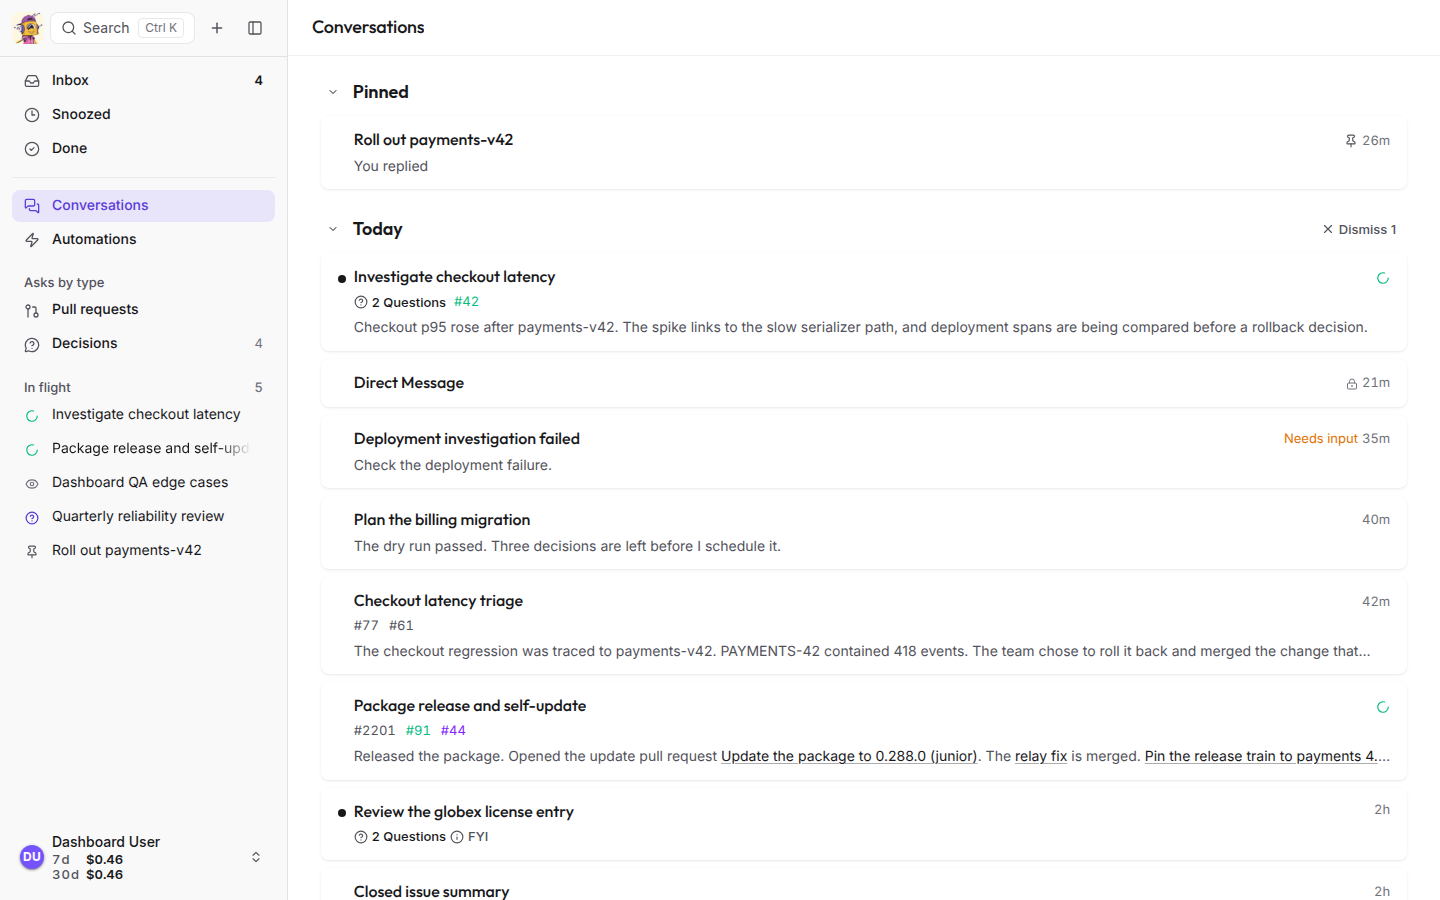 Search Ctrl K
Inbox 4
Snoozed
Done
Conversations
Automations
Asks by type
Pull requests
Decisions 4
In flight 5
Investigate checkout latency
Package release and self-upd
Dashboard QA edge cases
Quarterly reliability review
Roll out payments-v42
DU Dashboard User
7d $0.46
30d $0.46
Conversations
Pinned
Roll out payments-v42 26m
You replied
Today Dismiss 1
Investigate checkout latency
2 Questions #42
Checkout p95 rose after payments-v42. The spike links to the slow serializer path, and deployment spans are being compared before a rollback decision.
Direct Message 21m
Deployment investigation failed Needs input 35m
Check the deployment failure.
Plan the billing migration 40m
The dry run passed. Three decisions are left before I schedule it.
Checkout latency triage 42m
#77 #61
The checkout regression was traced to payments-v42. PAYMENTS-42 contained 418 events. The team chose to roll it back and merged the change that...
Package release and self-update
#2201 #91 #44
Released the package. Opened the update pull request Update the package to 0.288.0 (junior). The relay fix is merged. Pin the release train to payments 4....
Review the globex license entry 2h
2 Questions FYI
Closed issue summary 2h